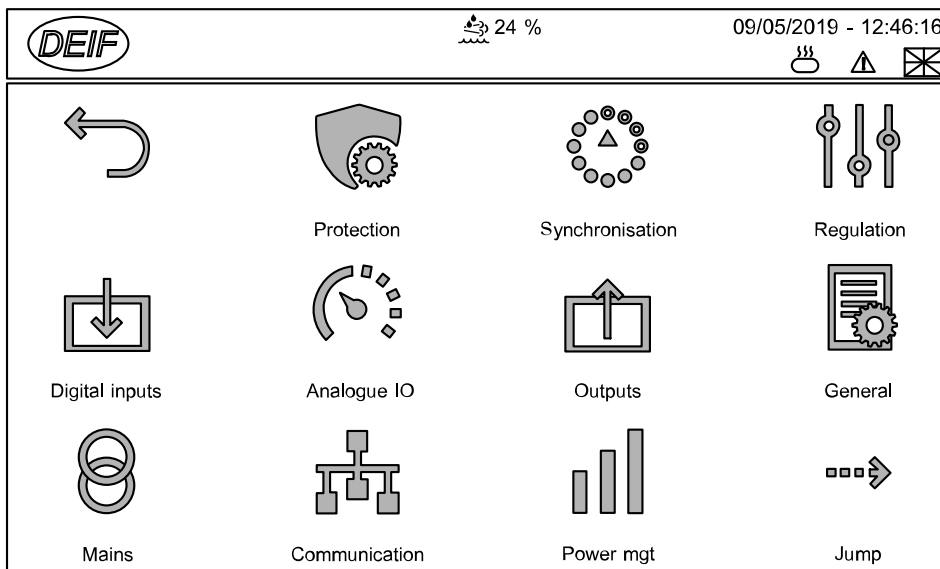 DEIF
24 %
09/05/2019 - 12:46:16
Protection
Synchronisation
Regulation
Digital inputs
Analogue IO
Outputs
General
Mains
Communication
Power mgt
Jump